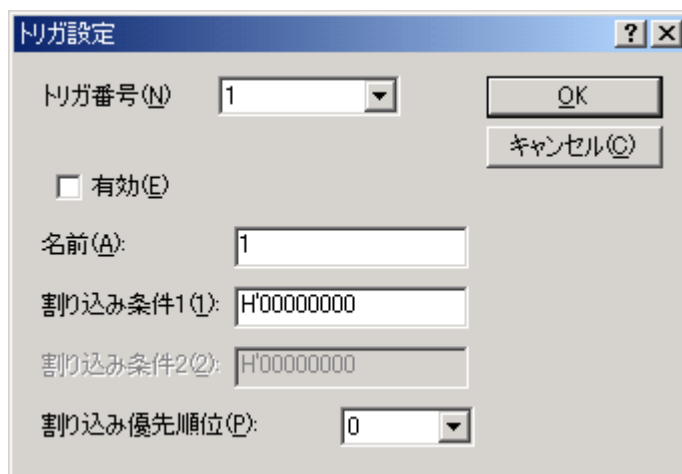 トリガ設定
トリガ番号(N) 1 OK
キャンセル(C)
有効(E)
名前(A): 1
割り込み条件1(1): H'00000000
割り込み条件2(2): H'00000000
割り込み優先順位(P): 0